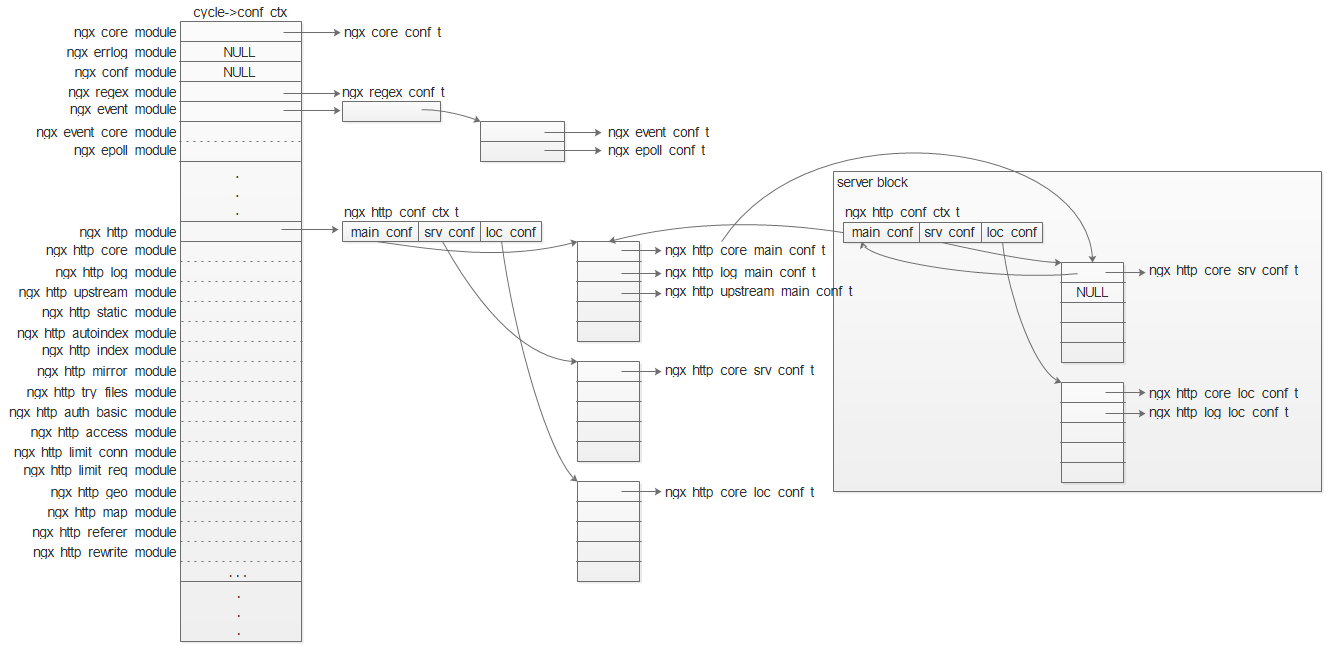 cycle->conf ctx
ngx core module
ngx core conf t
ngx errlog module
NULL
ngx conf module
NULL
ngx regex module
ngx regex conf t
ngx event module
ngx event core module
ngx event conf t
ngx epoll module
ngx epoll conf t
.
.
.
server block
ngx http conf ctx t
ngx http conf ctx t
ngx http module
main conf srv conf loc conf
main conf srv conf loc conf
ngx http core module
ngx http core main conf t
ngx http log module
ngx http log main conf t
ngx http core srv conf t
ngx http upstream module
ngx http upstream main conf t
NULL
ngx http static module
ngx http autoindex module
ngx http index module
ngx http mirror module
ngx http core srv conf t
ngx http try files module
ngx http core loc conf t
ngx http auth basic module
ngx http log loc conf t
ngx http access module
ngx http limit conn module
ngx http limit req module
ngx http geo module
ngx http core loc conf t
ngx http map module
ngx http referer module
ngx http rewrite module
...
.
.
.